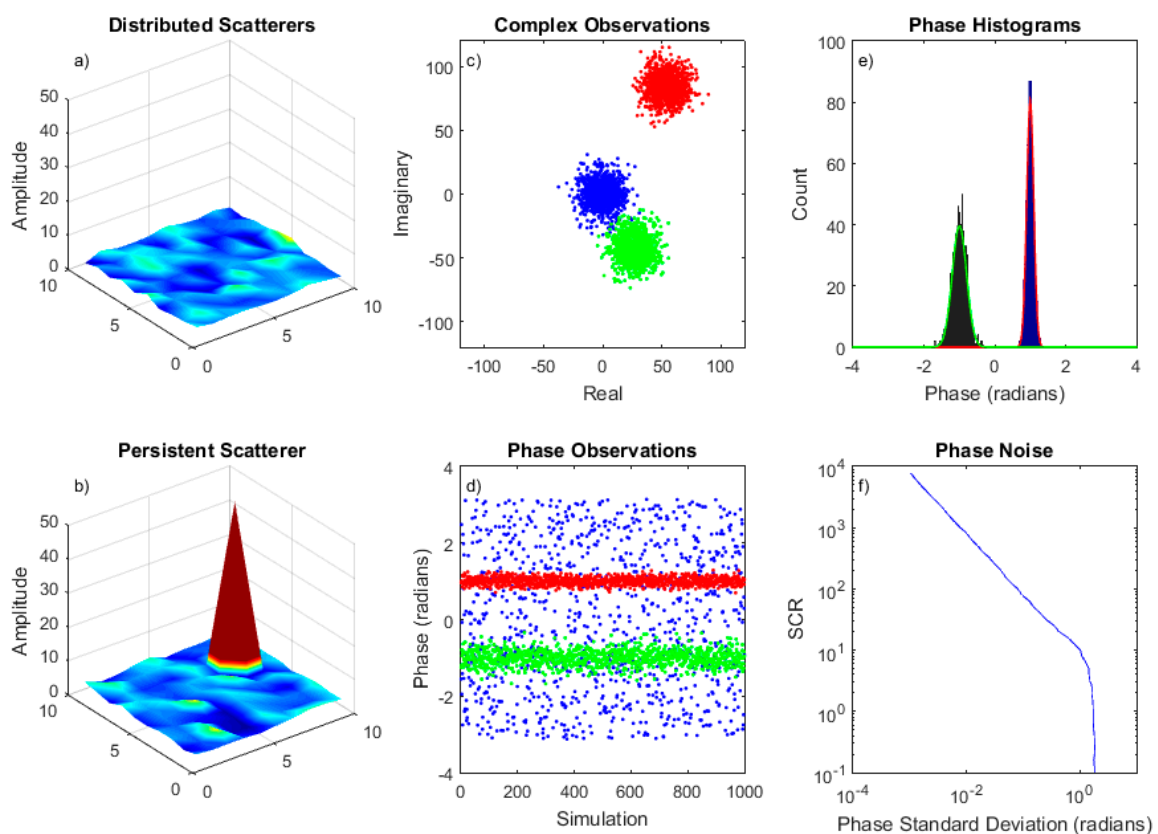 Distributed Scatterers
a)
Amplitude
50
40
30
20
10
0
10
5
0
0
5
10
Complex Observations
c)
Imaginary
100
50
0
-50
-100
-100
-50
0
50
100
Real
Phase Histograms
e)
Count
100
80
60
40
20
0
-4
-2
0
2
4
Phase (radians)
Persistent Scatterer
b)
Amplitude
50
40
30
20
10
0
10
5
0
0
5
10
Phase Observations
d)
Phase (radians)
4
2
0
-2
-4
0
200
400
600
800
1000
Simulation
Phase Noise
f)
SCR
10^4
10^3
10^2
10^1
10^0
10^-1
10^-4
10^-2
10^0
Phase Standard Deviation (radians)